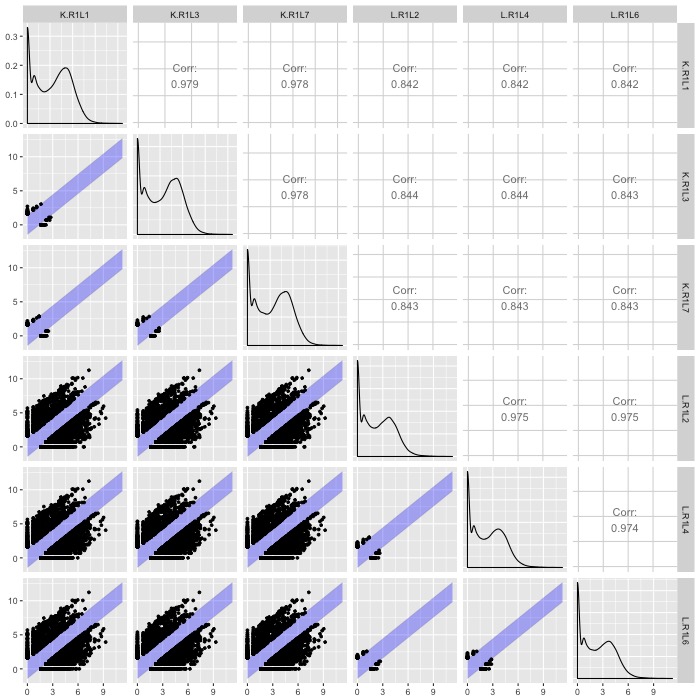 K.R1L1 K.R1L3 K.R1L7 L.R1L2 L.R1L4 L.R1L6
0.3
0.2
0.1
0.0
Corr:
0.979
Corr:
0.978
Corr:
0.842
Corr:
0.842
Corr:
0.842
K.R1L1
10
5
0
Corr:
0.978
Corr:
0.844
Corr:
0.844
Corr:
0.843
K.R1L3
10
5
0
Corr:
0.843
Corr:
0.843
Corr:
0.843
K.R1L7
10
5
0
Corr:
0.975
Corr:
0.975
L.R1L2
10
5
0
Corr:
0.974
L.R1L4
10
5
0
L.R1L6
0 3 6 9 0 3 6 9 0 3 6 9 0 3 6 9 0 3 6 9 0 3 6 9